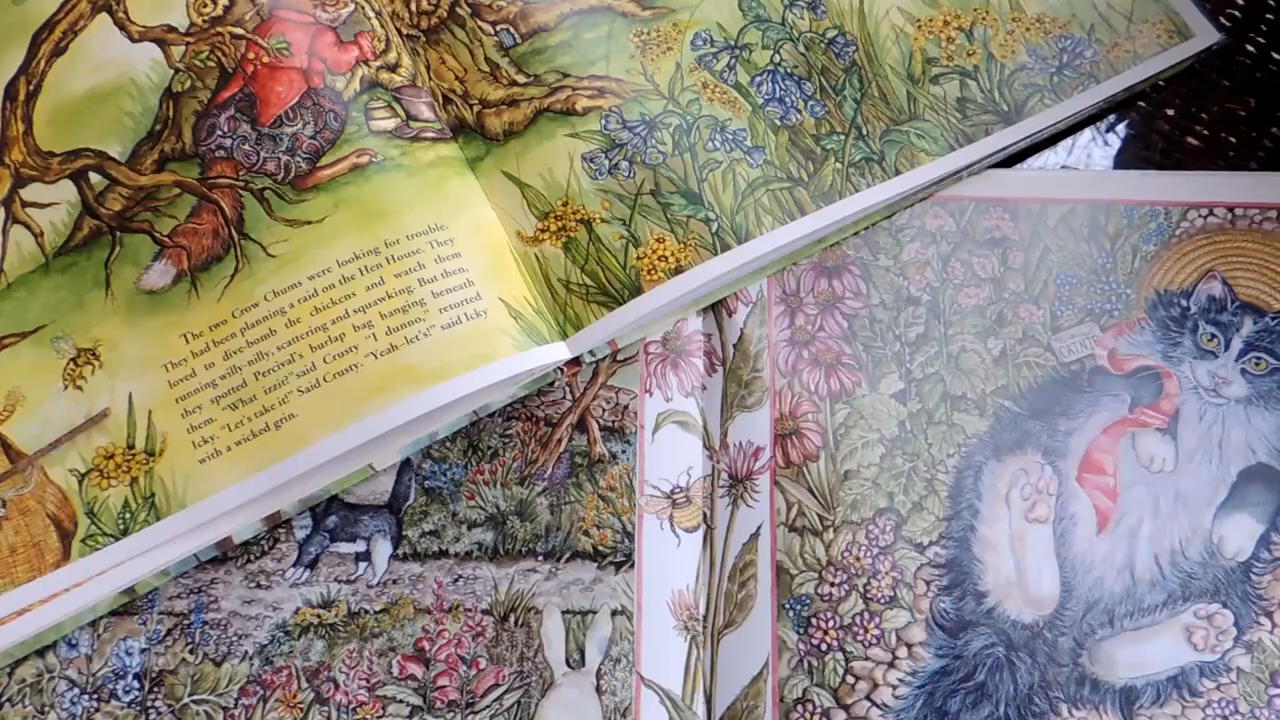 The two Crow Chums were looking for trouble.
They had been planning a raid on the Hen House. They
loved to dive-bomb the chickens and watch them
running willy-nilly, scattering and squawking. But then,
they spotted Percival's burlap bag hanging beneath
them. "What izzit?" said Crusty "I dunno," retorted
Icky. "Let's take it!" Said Crusty. "Yeah–let's!" said Icky
with a wicked grin.
CATNIP